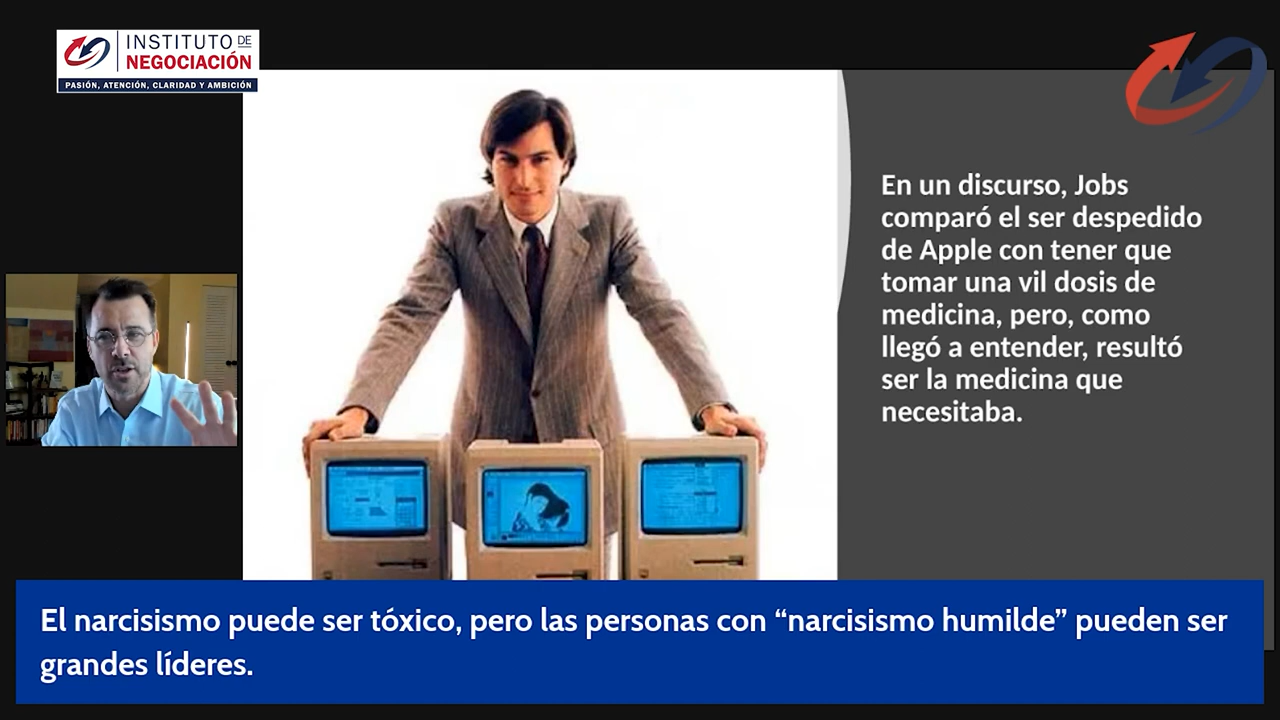 INSTITUTO DE
NEGOCIACIÓN
PASIÓN, ATENCIÓN, CLARIDAD Y AMBICIÓN
En un discurso, Jobs
comparó el ser despedido
de Apple con tener que
tomar una vil dosis de
medicina, pero, como
llegó a entender, resultó
ser la medicina que
necesitaba.
El narcisismo puede ser tóxico, pero las personas con “narcisismo humilde” pueden ser
grandes líderes.